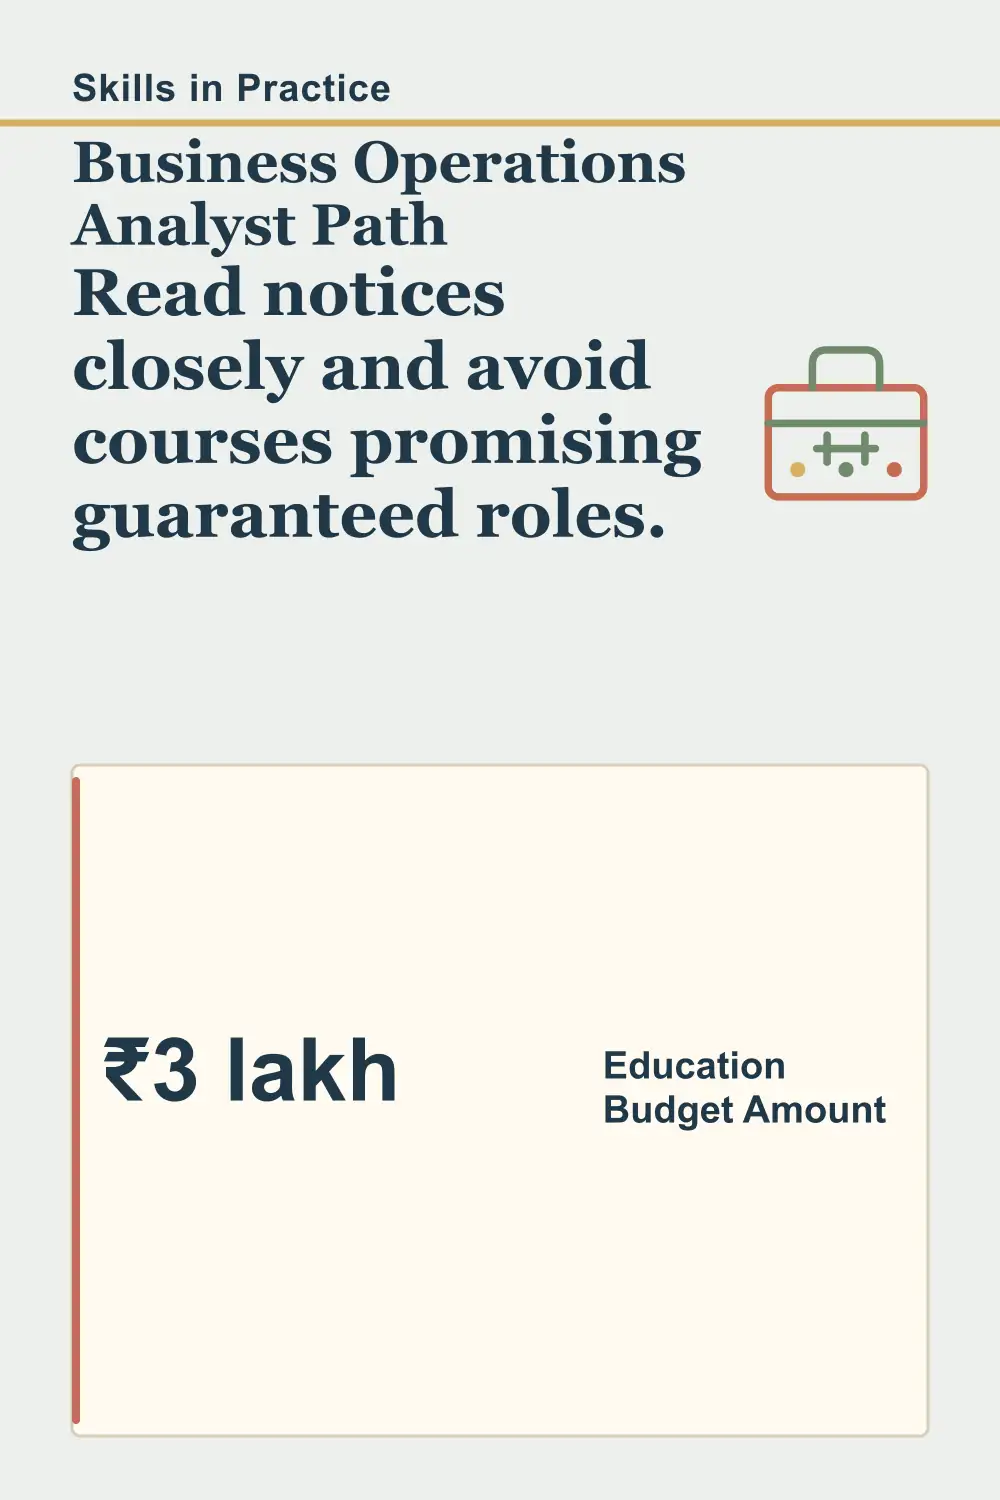 Skills in Practice
Business Operations
Analyst Path
Read notices
closely and avoid
courses promising
guaranteed roles.
₹3 lakh
Education
Budget Amount